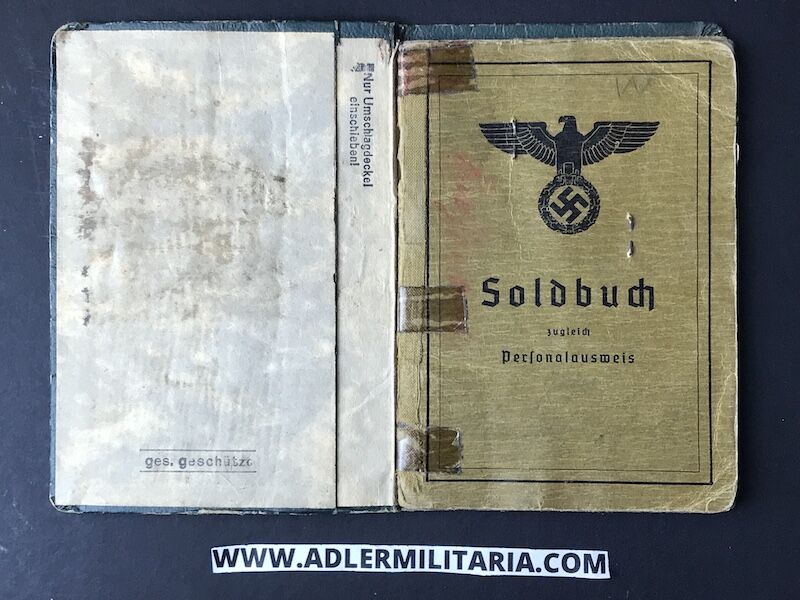 Nur Umschlagdeckel
einschieben!
ges. geschützt
Soldbuch
zugleich
Personalausweis
WWW.ADLERMILITARIA.COM